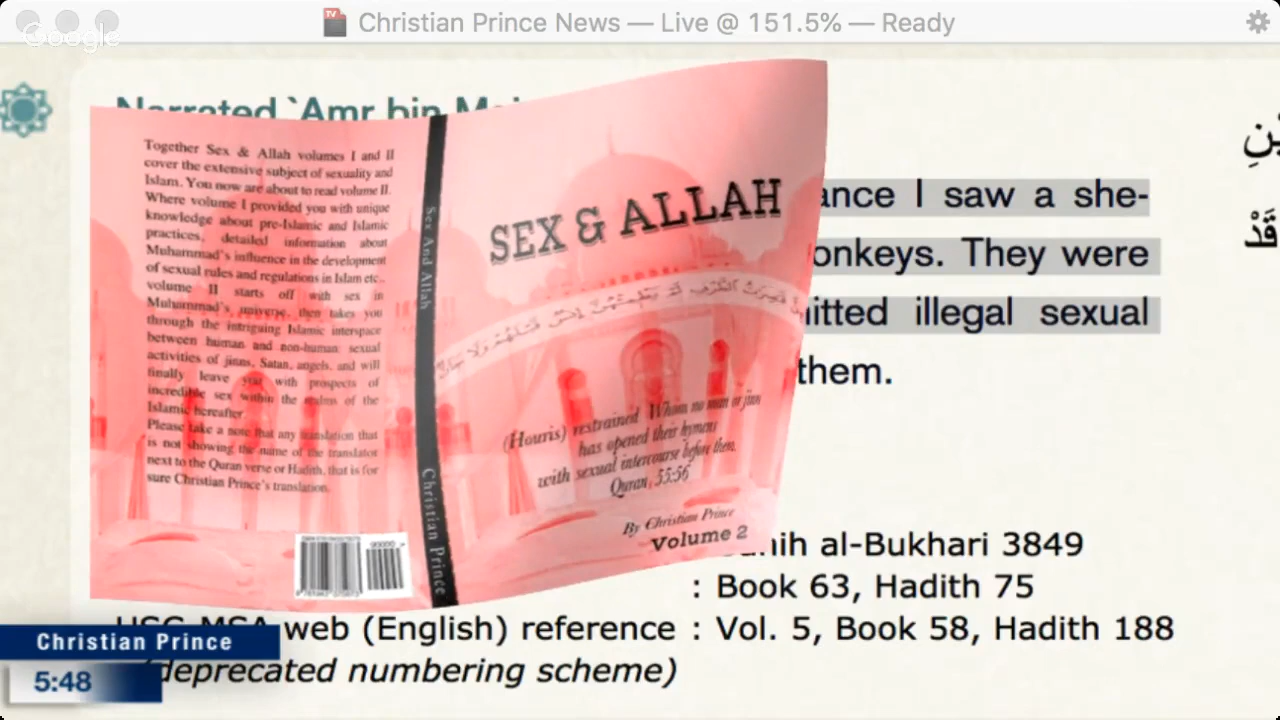 Christian Prince News — Live @ 151.5% — Ready
Google
TV
Narrated `Amr bin
ance I saw a she-
onkeys. They were
itted illegal sexual
them.
Together Sex & Allah volumes I and II
cover the extensive subject of sexuality and
Islam. You now are about to read volume II.
Where volume I provided you with unique
knowledge about pre-Islamic and Islamic
practices, detailed information about
Muhammad's influence in the development
of sexual rules and regulations in Islam etc..
volume II starts off with sex in
Muhammad's universe, then takes you
through the intriguing Islamic interspace
between human and non-human sexual
activities of jinns, Satan, angels, and will
finally leave you with prospects of
incredible sex within the realms of the
Islamic hereafter.
Please take a note that any translation that
is not showing the name of the translator
next to the Quran verse or Hadith, that is for
sure Christian Prince's translation.
Sex And Allah
Christian Prince
SEX & ALLAH
(Houris) restrained Whom no man or jinn
has opened their hymens
with sexual intercourse before them.
Quran, 55:56
By Christian Prince
Volume 2
قَدْ
al-Bukhari 3849
: Book 63, Hadith 75
USC-MSA web (English) reference : Vol. 5, Book 58, Hadith 188
(deprecated numbering scheme)
Christian Prince
5:48